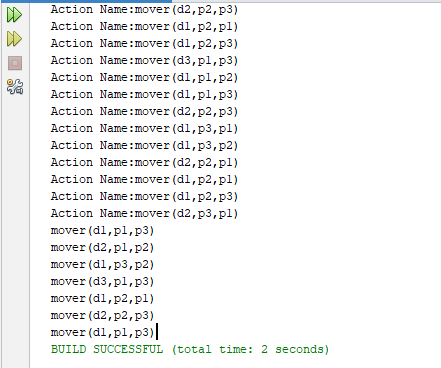 Action Name:mover(d2,p2,p3)
Action Name:mover(d1,p2,p1)
Action Name:mover(d1,p2,p3)
Action Name:mover(d3,p1,p3)
Action Name:mover(d1,p1,p2)
Action Name:mover(d1,p1,p3)
Action Name:mover(d2,p2,p3)
Action Name:mover(d1,p3,p1)
Action Name:mover(d1,p3,p2)
Action Name:mover(d2,p2,p1)
Action Name:mover(d1,p2,p1)
Action Name:mover(d1,p2,p3)
Action Name:mover(d2,p3,p1)
mover(d1,p1,p3)
mover(d2,p1,p2)
mover(d1,p3,p2)
mover(d3,p1,p3)
mover(d1,p2,p1)
mover(d2,p2,p3)
mover(d1,p1,p3)
BUILD SUCCESSFUL (total time: 2 seconds)